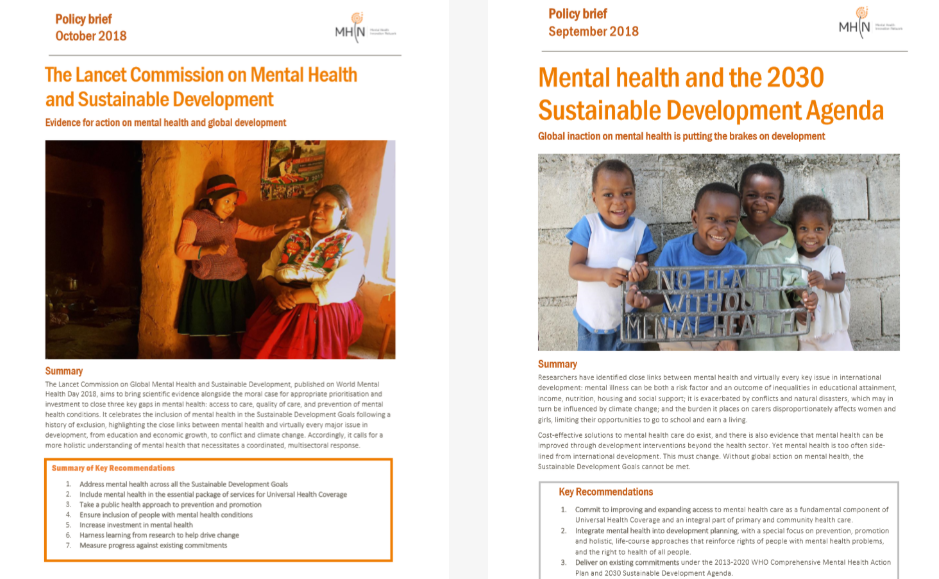 Policy brief
October 2018
MHIN
The Lancet Commission on Mental Health
and Sustainable Development
Evidence for action on mental health and global development
Summary
The Lancet Commission on Global Mental Health and Sustainable Development, published on World Mental
Health Day 2018, aims to bring scientific evidence alongside the moral case for appropriate prioritisation and
investment to close three key gaps in mental health: access to care, quality of care, and prevention of mental
health conditions. It celebrates the inclusion of mental health in the Sustainable Development Goals following a
history of exclusion, highlighting the close links between mental health and virtually every major issue in
development, from education and economic growth, to conflict and climate change. Accordingly, it calls for a
more holistic understanding of mental health that necessitates a coordinated, multisectoral response.
Summary of Key Recommendations
1. Address mental health across all the Sustainable Development Goals
2. Include mental health in the essential package of services for Universal Health Coverage
3. Take a public health approach to prevention and promotion
4. Ensure inclusion of people with mental health conditions
5. Increase investment in mental health
6. Harness learning from research to help drive change
7. Measure progress against existing commitments
Policy brief
September 2018
MHIN
Mental health and the 2030
Sustainable Development Agenda
Global inaction on mental health is putting the brakes on development
NO HEALTH
WITHOUT
MENTAL HEALTH
Summary
Researchers have identified close links between mental health and virtually every key issue in international
development: mental illness can be both a risk factor and an outcome of inequalities in educational attainment,
income, nutrition, housing and social support; it is exacerbated by conflicts and natural disasters, which may in
turn be influenced by climate change; and the burden it places on carers disproportionately affects women and
girls, limiting their opportunities to go to school and earn a living.
Cost-effective solutions to mental health care do exist, and there is also evidence that mental health can be
improved through development interventions beyond the health sector. Yet mental health is too often side-
lined from international development. This must change. Without global action on mental health, the
Sustainable Development Goals cannot be met.
Key Recommendations
1. Commit to improving and expanding access to mental health care as a fundamental component of
Universal Health Coverage and an integral part of primary and community health care.
2. Integrate mental health into development planning, with a special focus on prevention, promotion
and holistic, life-course approaches that reinforce rights of people with mental health problems,
and the right to health of all people.
3. Deliver on existing commitments under the 2013-2020 WHO Comprehensive Mental Health Action
Plan and 2030 Sustainable Development Agenda.